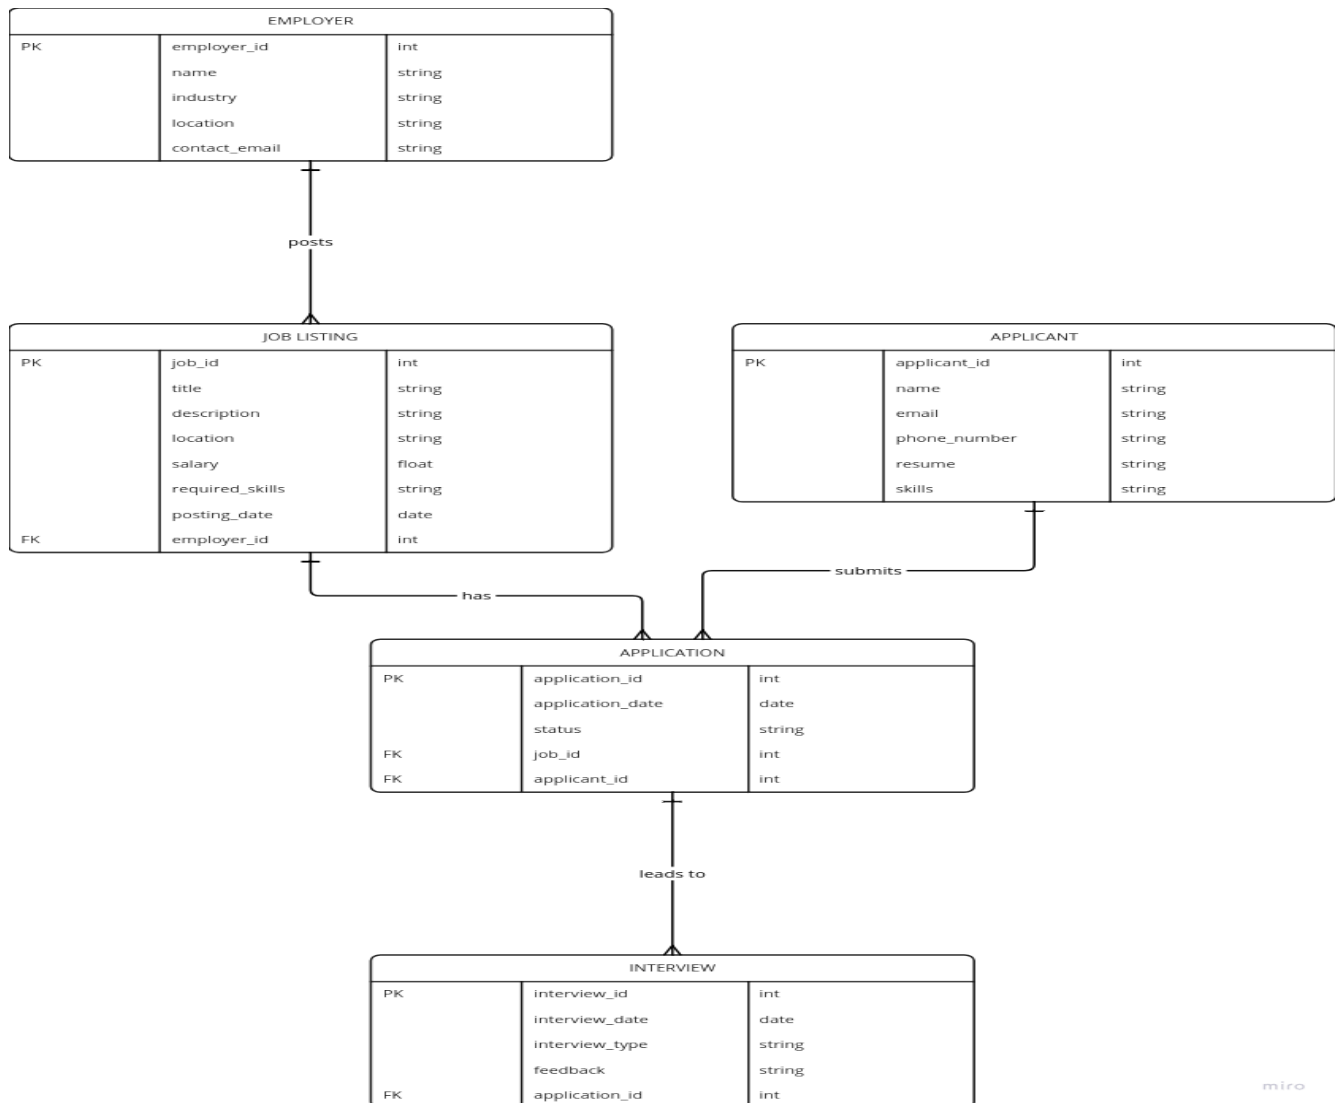 EMPLOYER
PK employer_id int
name string
industry string
location string
contact_email string
posts
JOB LISTING
PK job_id int
title string
description string
location string
salary float
required_skills string
posting_date date
FK employer_id int
APPLICANT
PK applicant_id int
name string
email string
phone_number string
resume string
skills string
has
submits
APPLICATION
PK application_id int
application_date date
status string
FK job_id int
FK applicant_id int
leads to
INTERVIEW
PK interview_id int
interview_date date
interview_type string
feedback string
FK application_id int
miro